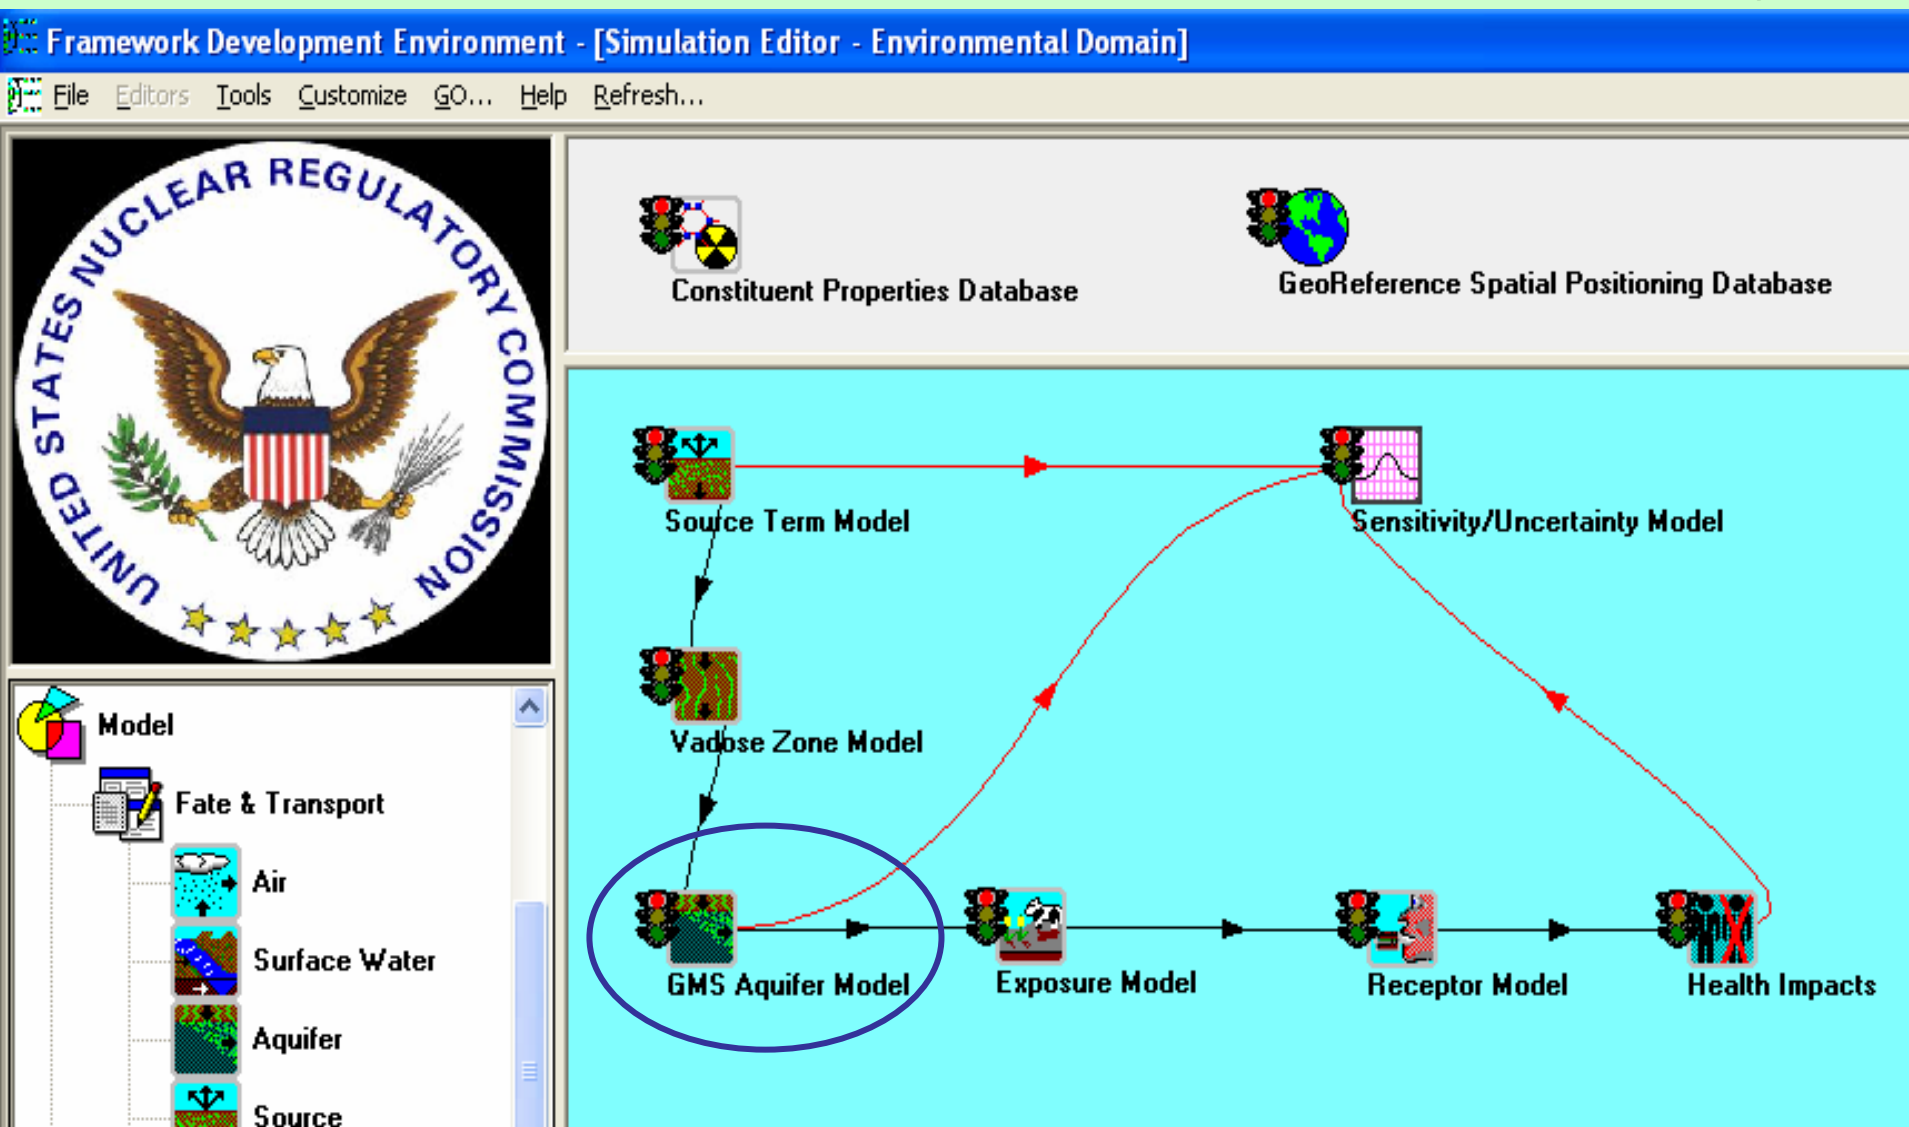 Framework Development Environment - [Simulation Editor - Environmental Domain]
File Editors Tools Customize GO... Help Refresh...
UNITED STATES NUCLEAR REGULATORY COMMISSION
Constituent Properties Database
GeoReference Spatial Positioning Database
Source Term Model
Sensitivity/Uncertainty Model
Vadose Zone Model
GMS Aquifer Model
Exposure Model
Receptor Model
Health Impacts
Model
Fate & Transport
Air
Surface Water
Aquifer
Source